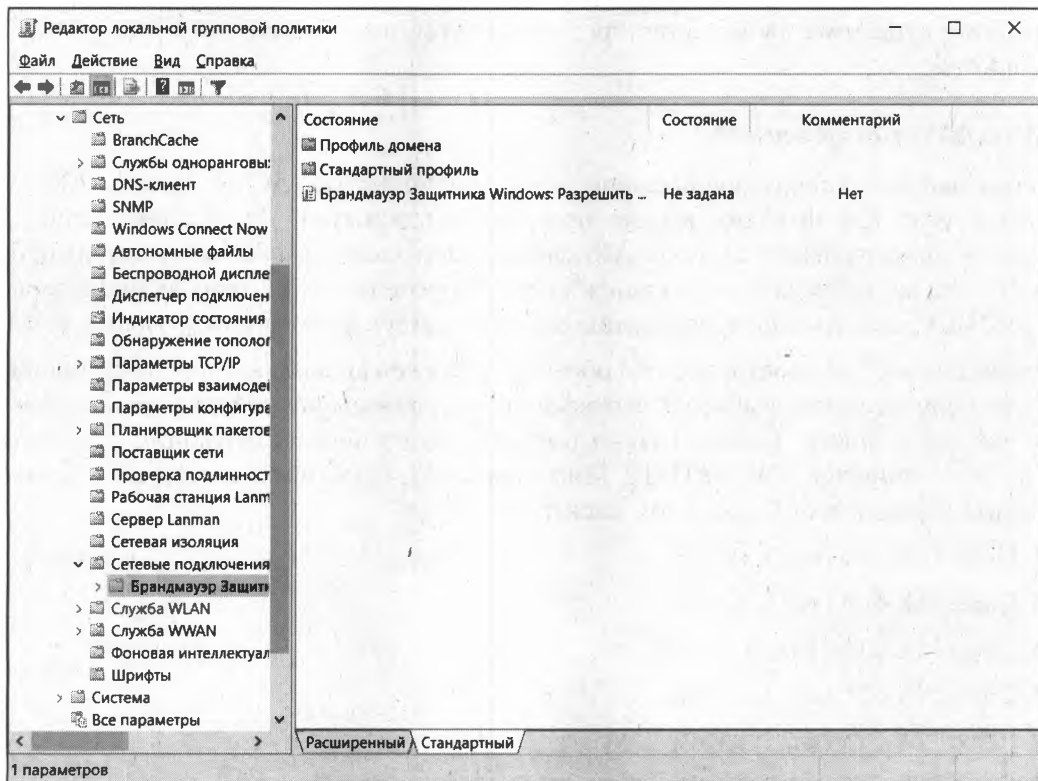 Редактор локальной групповой политики
Файл Действие Вид Справка
Сеть
BranchCache
Службы одноранговы
DNS-клиент
SNMP
Windows Connect Now
Автономные файлы
Беспроводной диспле
Диспетчер подключен
Индикатор состояния
Обнаружение тополог
Параметры TCP/IP
Параметры взаимодеі
Параметры конфигура
Планировщик пакетов
Поставщик сети
Проверка подлинност
Рабочая станция Lanm
Сервер Lanman
Сетевая изоляция
Сетевые подключения
Брандмауэр Защитн
Служба WLAN
Служба WWAN
Фоновая интеллектуал
Шрифты
Система
Все параметры
Состояние Состояние Комментарий
Профиль домена
Стандартный профиль
Брандмауэр Защитника Windows: Разрешить ... Не задана Нет
Расширенный Стандартный
1 параметров